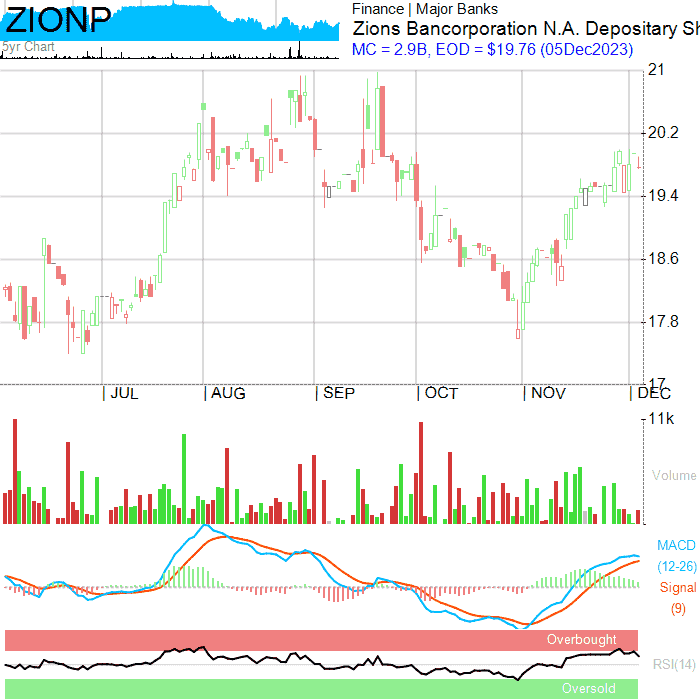 ZIONP
5yr Chart
Finance | Major Banks
Zions Bancorporation N.A. Depositary Sh
MC = 2.9B, EOD = $19.76 (05Dec2023)
21
20.2
19.4
18.6
17.8
17
| JUL | AUG | SEP | OCT | NOV | DEC
11k
Volume
MACD
(12-26)
Signal
(9)
Overbought
RSI(14)
Oversold